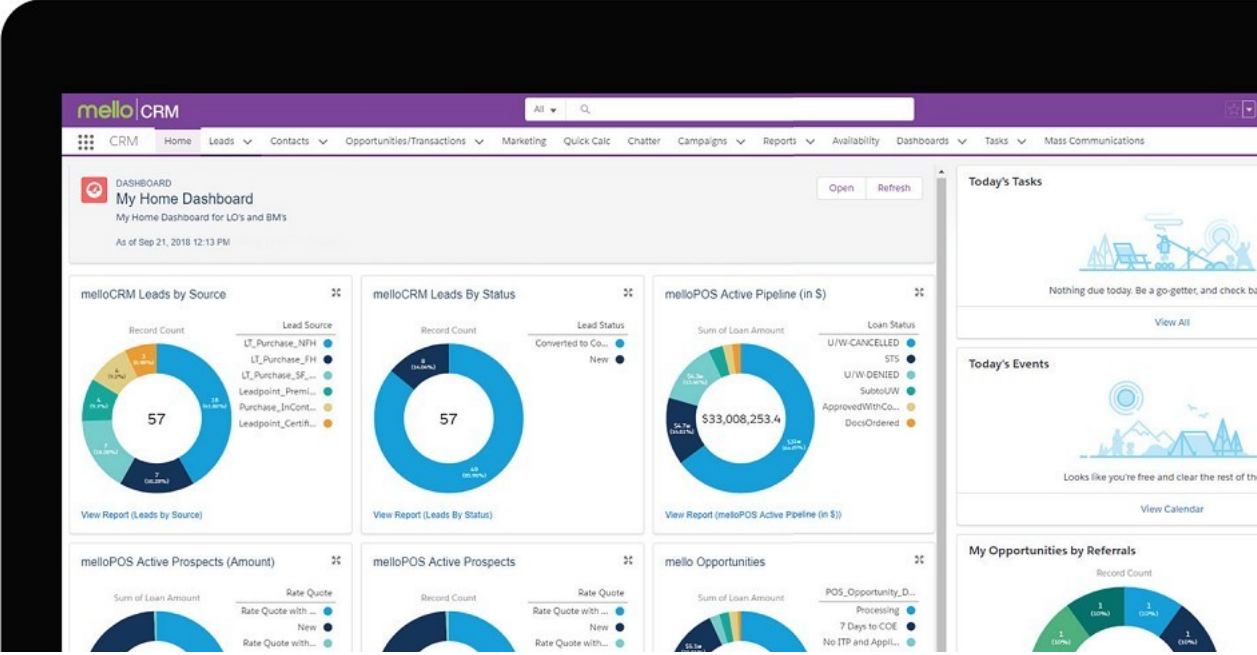 mello CRM
All
CRM Home Leads Contacts Opportunities/Transactions Marketing Quick Calc Chatter Campaigns Reports Availability Dashboards Tasks Mass Communications
DASHBOARD
My Home Dashboard
My Home Dashboard for LO's and BM's
As of Sep 21, 2018 12:13 PM
Open Refresh
melloCRM Leads by Source
Record Count
Lead Source
LT_Purchase_NFH
LT_Purchase_FH
LT_Purchase_SF_...
Leadpoint_Premi...
Purchase_InCont...
Leadpoint_Certifi...
57
View Report (Leads by Source)
melloCRM Leads By Status
Record Count
Lead Status
Converted to Co...
New
57
View Report (Leads By Status)
melloPOS Active Pipeline (in $)
Sum of Loan Amount
Loan Status
U/W-CANCELLED
STS
U/W-DENIED
SubtoUW
ApprovedWithCo...
DocsOrdered
$33,008,253.4
View Report (melloPOS Active Pipeline (in $))
melloPOS Active Prospects (Amount)
Sum of Loan Amount
Rate Quote
Rate Quote with ...
New
Rate Quote with...
melloPOS Active Prospects
Record Count
Rate Quote
Rate Quote with ...
New
Rate Quote with...
mello Opportunities
Sum of Loan Amount
POS_Opportunity_D...
Processing
7 Days to COE
No ITP and Appli...
Today's Tasks
Nothing due today. Be a go-getter, and check ba
View All
Today's Events
Looks like you're free and clear the rest of th
View Calendar
My Opportunities by Referrals
Record Count
1
(10%)
1
(10%)
1
(10%)
1
(10%)